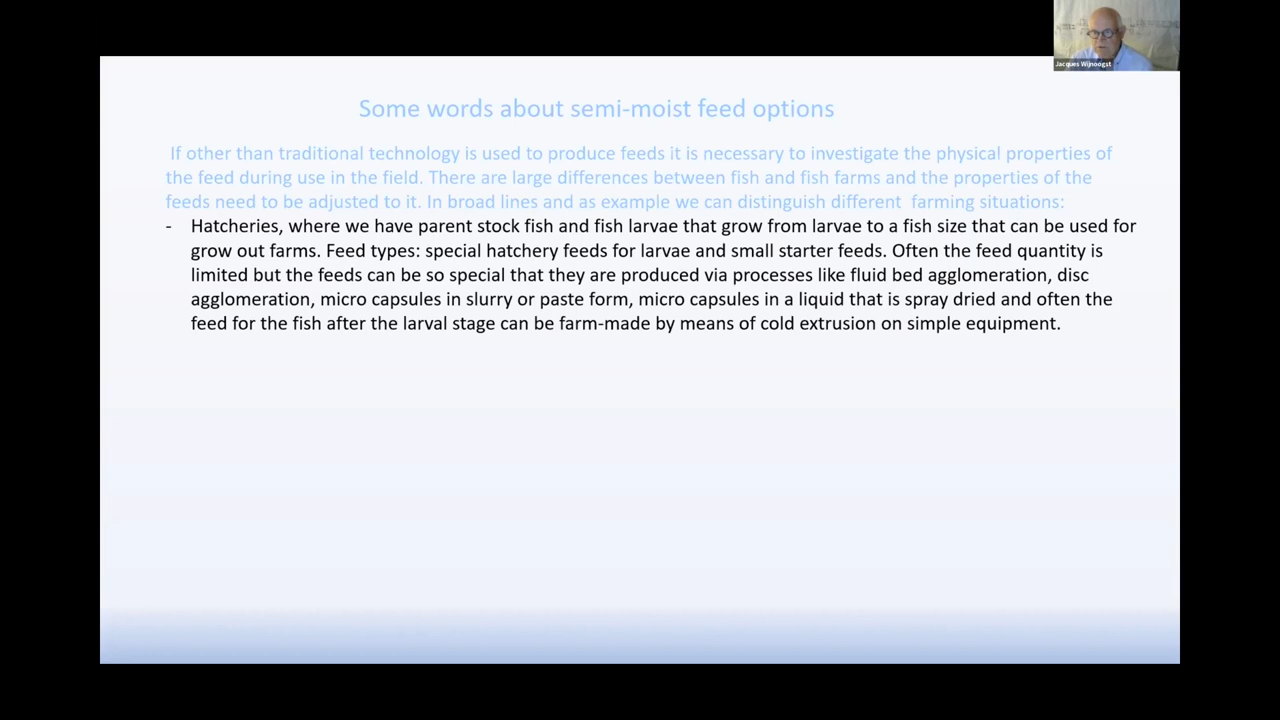 Jacques Wijnoogst
Some words about semi-moist feed options
If other than traditional technology is used to produce feeds it is necessary to investigate the physical properties of
the feed during use in the field. There are large differences between fish and fish farms and the properties of the
feeds need to be adjusted to it. In broad lines and as example we can distinguish different  farming situations:
- Hatcheries, where we have parent stock fish and fish larvae that grow from larvae to a fish size that can be used for
grow out farms. Feed types: special hatchery feeds for larvae and small starter feeds. Often the feed quantity is
limited but the feeds can be so special that they are produced via processes like fluid bed agglomeration, disc
agglomeration, micro capsules in slurry or paste form, micro capsules in a liquid that is spray dried and often the
feed for the fish after the larval stage can be farm-made by means of cold extrusion on simple equipment.